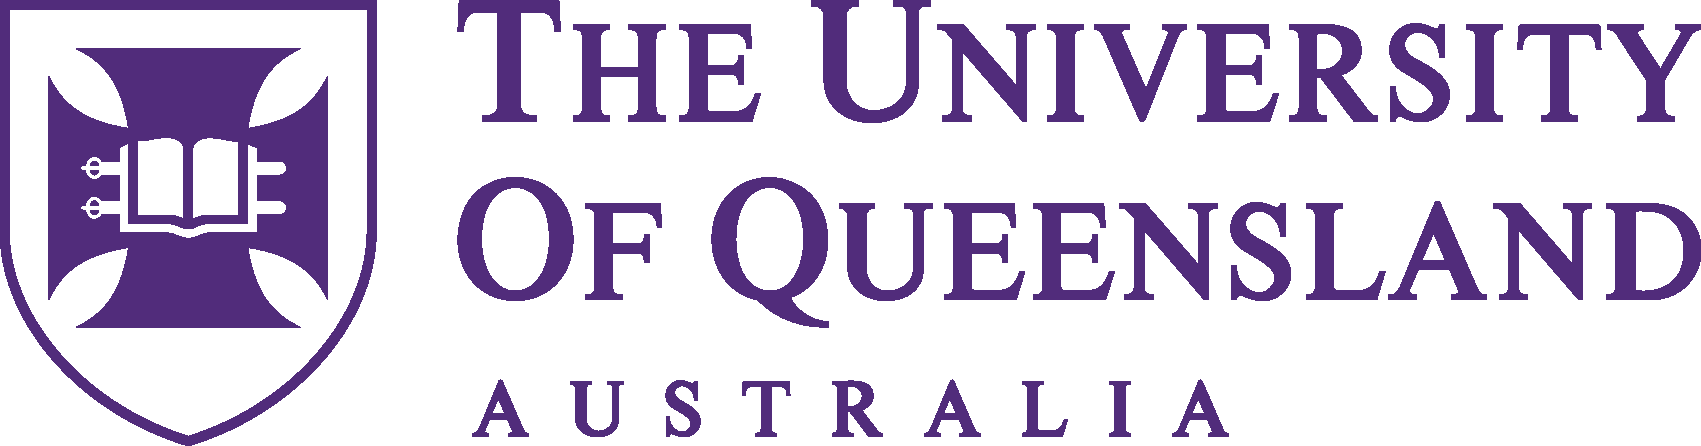 THE UNIVERSITY
OF QUEENSLAND
AUSTRALIA